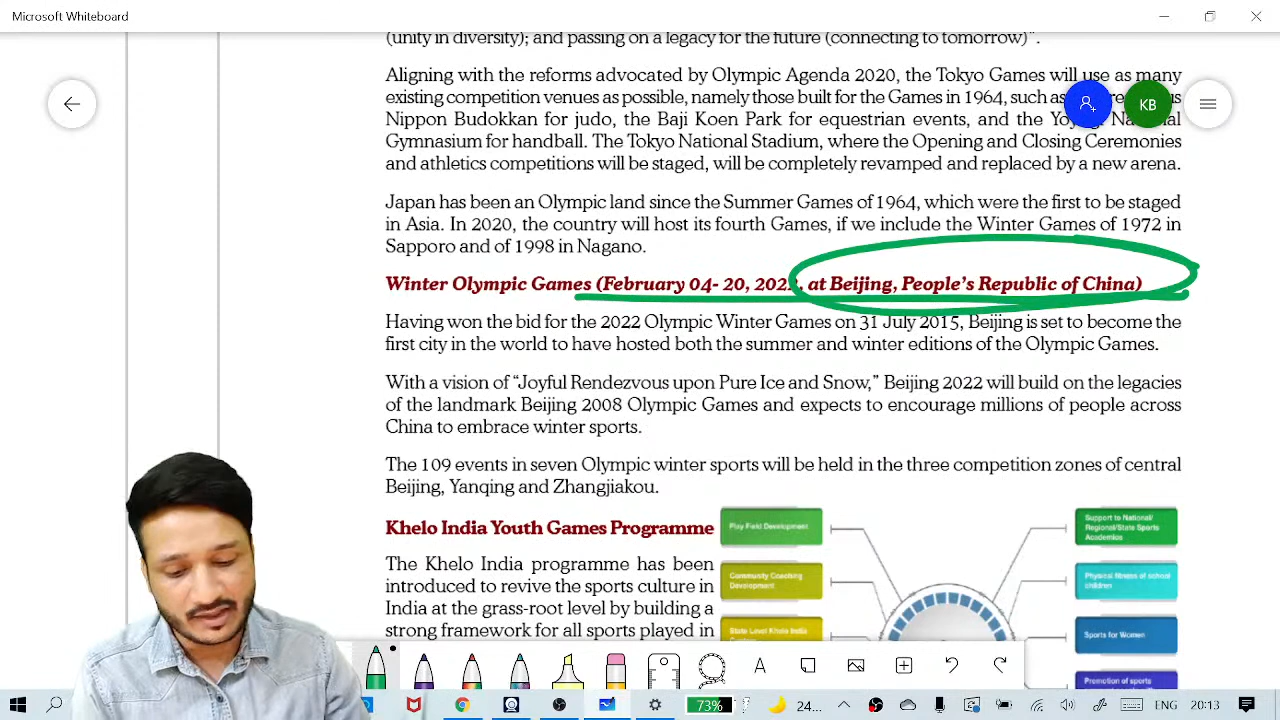 Microsoft Whiteboard
(unity in diversity); and passing on a legacy for the future (connecting to tomorrow)".
Aligning with the reforms advocated by Olympic Agenda 2020, the Tokyo Games will use as many
existing competition venues as possible, namely those built for the Games in 1964, such as
Nippon Budokkan for judo, the Baji Koen Park for equestrian events, and the
Gymnasium for handball. The Tokyo National Stadium, where the Opening and Closing Ceremonies
and athletics competitions will be staged, will be completely revamped and replaced by a new arena.
KB
Japan has been an Olympic land since the Summer Games of 1964, which were the first to be staged
in Asia. In 2020, the country will host its fourth Games, if we include the Winter Games of 1972 in
Sapporo and of 1998 in Nagano.
Winter Olympic Games (February 04- 20, 2022, at Beijing, People's Republic of China)
Having won the bid for the 2022 Olympic Winter Games on 31 July 2015, Beijing is set to become the
first city in the world to have hosted both the summer and winter editions of the Olympic Games.
With a vision of "Joyful Rendezvous upon Pure Ice and Snow," Beijing 2022 will build on the legacies
of the landmark Beijing 2008 Olympic Games and expects to encourage millions of people across
China to embrace winter sports.
The 109 events in seven Olympic winter sports will be held in the three competition zones of central
Beijing, Yanqing and Zhangjiakou.
Khelo India Youth Games Programme
The Khelo India programme has been
introduced to revive the sports culture in
India at the grass-root level by building a
strong framework for all sports played in
Play Field Development
Community Coaching
Development
State Level Khelo India
Support to National/
Regional/State Sports
Academies
Physical fitness of school
children
Sports for Women
Promotion of sports
73%
24...
ENG
20:13